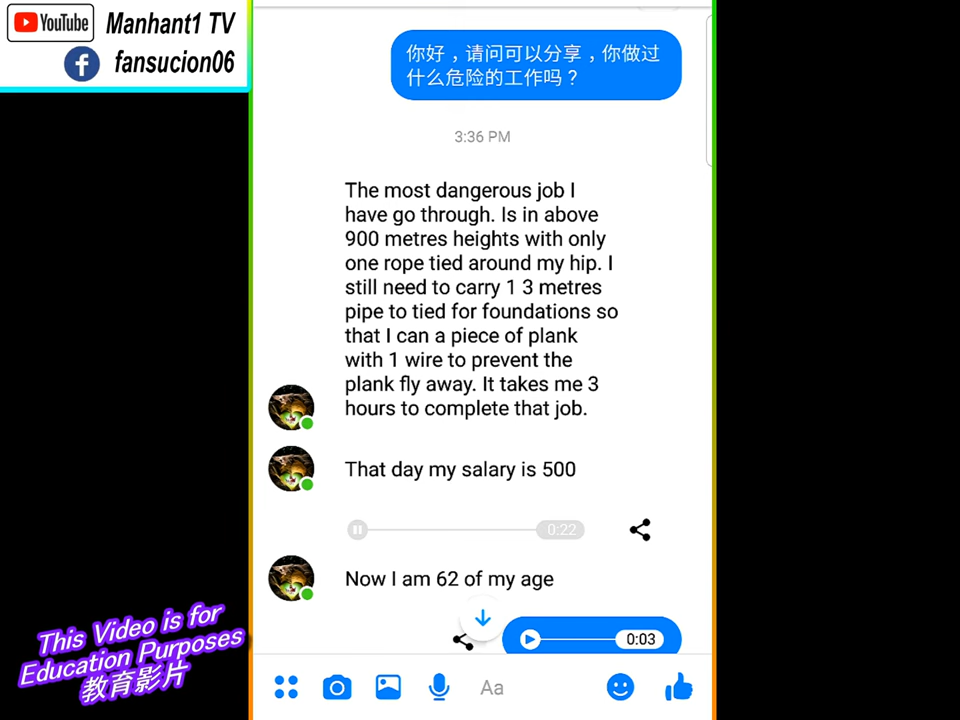 YouTube
Manhant1 TV
fansucion06
你好，请问可以分享，你做过
什么危险的工作吗？
3:36 PM
The most dangerous job I
have go through. Is in above
900 metres heights with only
one rope tied around my hip. I
still need to carry 1 3 metres
pipe to tied for foundations so
that I can a piece of plank
with 1 wire to prevent the
plank fly away. It takes me 3
hours to complete that job.
That day my salary is 500
0:22
Now I am 62 of my age
0:03
This Video is for
Education Purposes
教育影片
Aa